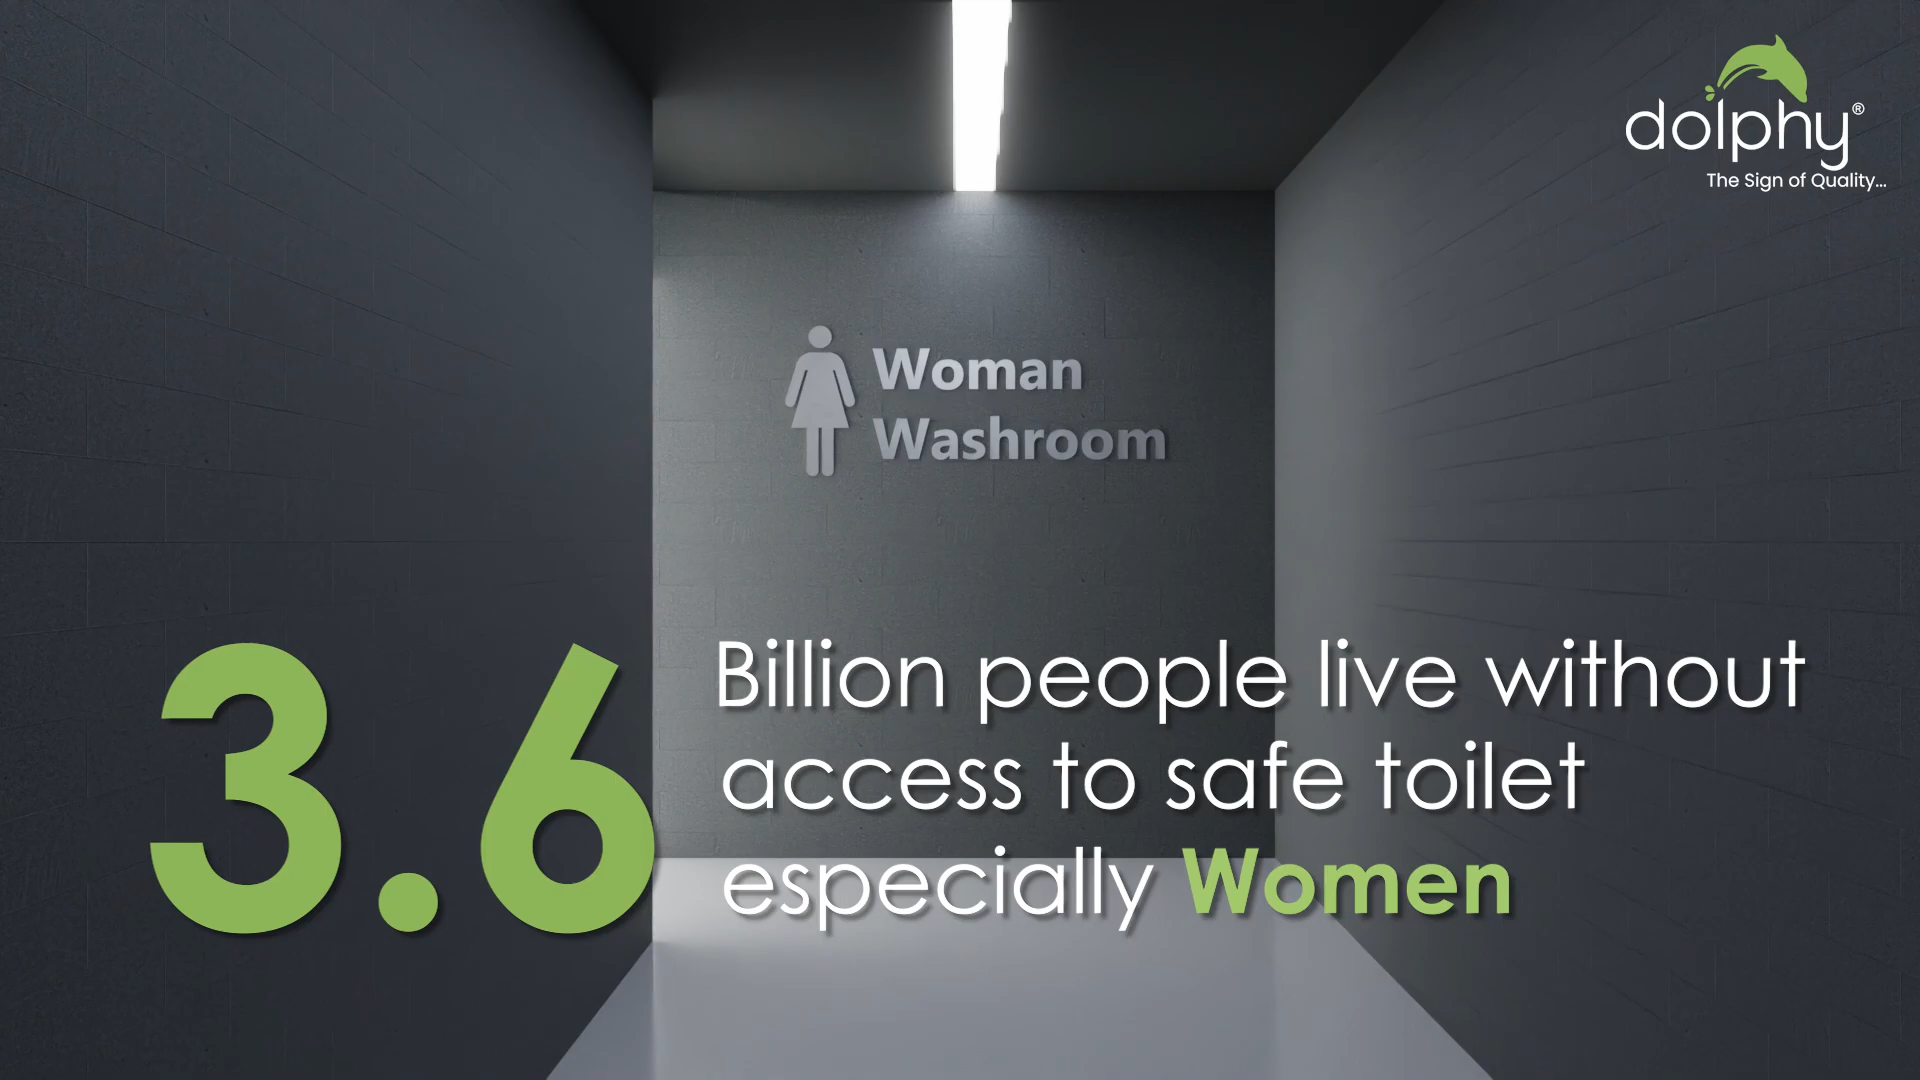 dolphy®
The Sign of Quality...
Woman
Washroom
3.6
Billion people live without
access to safe toilet
especially Women